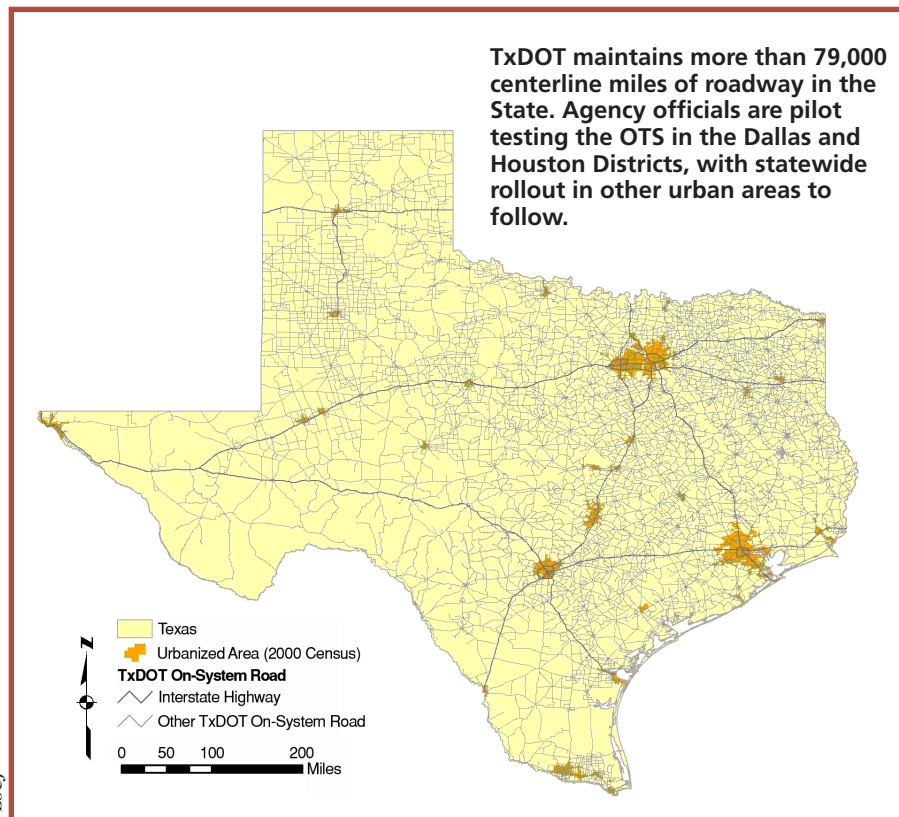 TxDOT maintains more than 79,000
centerline miles of roadway in the
State. Agency officials are pilot
testing the OTS in the Dallas and
Houston Districts, with statewide
rollout in other urban areas to
follow.
Texas
Urbanized Area (2000 Census)
TxDOT On-System Road
Interstate Highway
Other TxDOT On-System Road
N
0 50 100 200
Miles